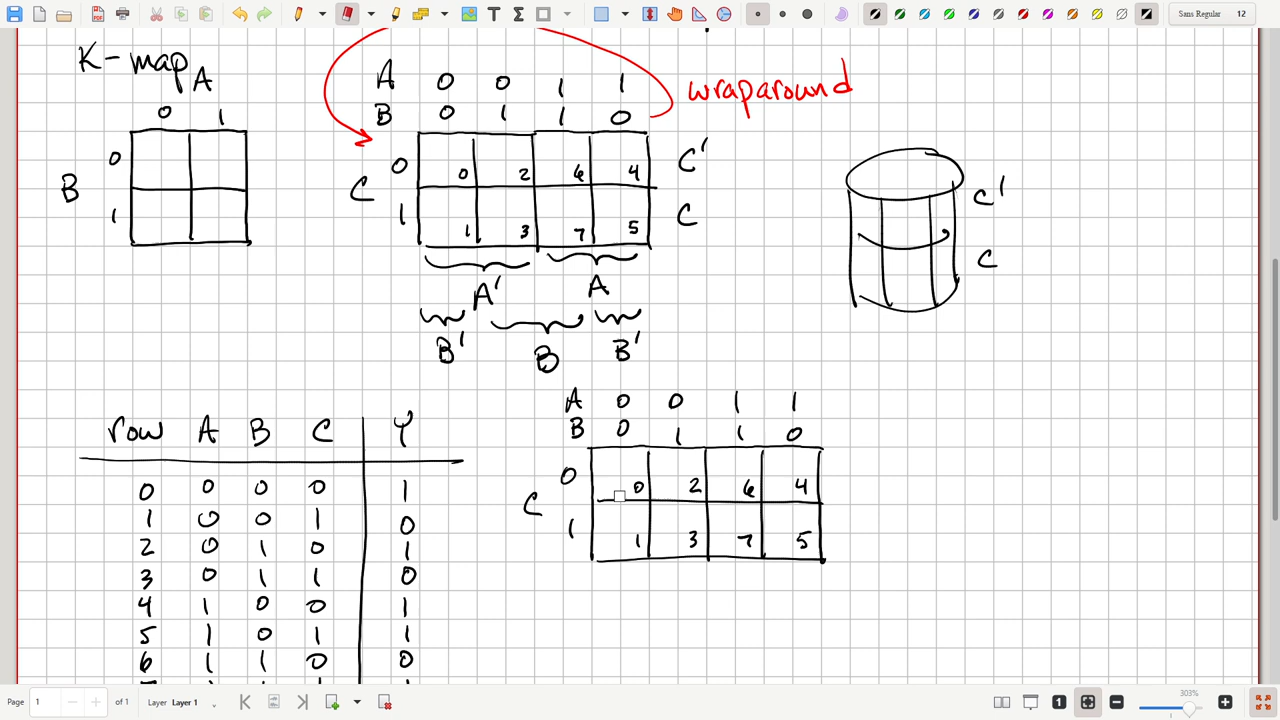 Sans Regular 12
K-map
A
0 1
B
0
1
A 0 0 1 1
B 0 1 1 0
wraparound
C
0 0 2 6 4 C'
1 1 3 7 5 C
A' A
B' B B'
C'
C
row A B C Y
0 0 0 0 1
1 0 0 1 0
2 0 1 0 1
3 0 1 1 0
4 1 0 0 1
5 1 0 1 1
6 1 1 0 0
A 0 0 1 1
B 0 1 1 0
C
0 0 2 6 4
1 1 3 7 5
Page 1 of 1 Layer Layer 1 303%